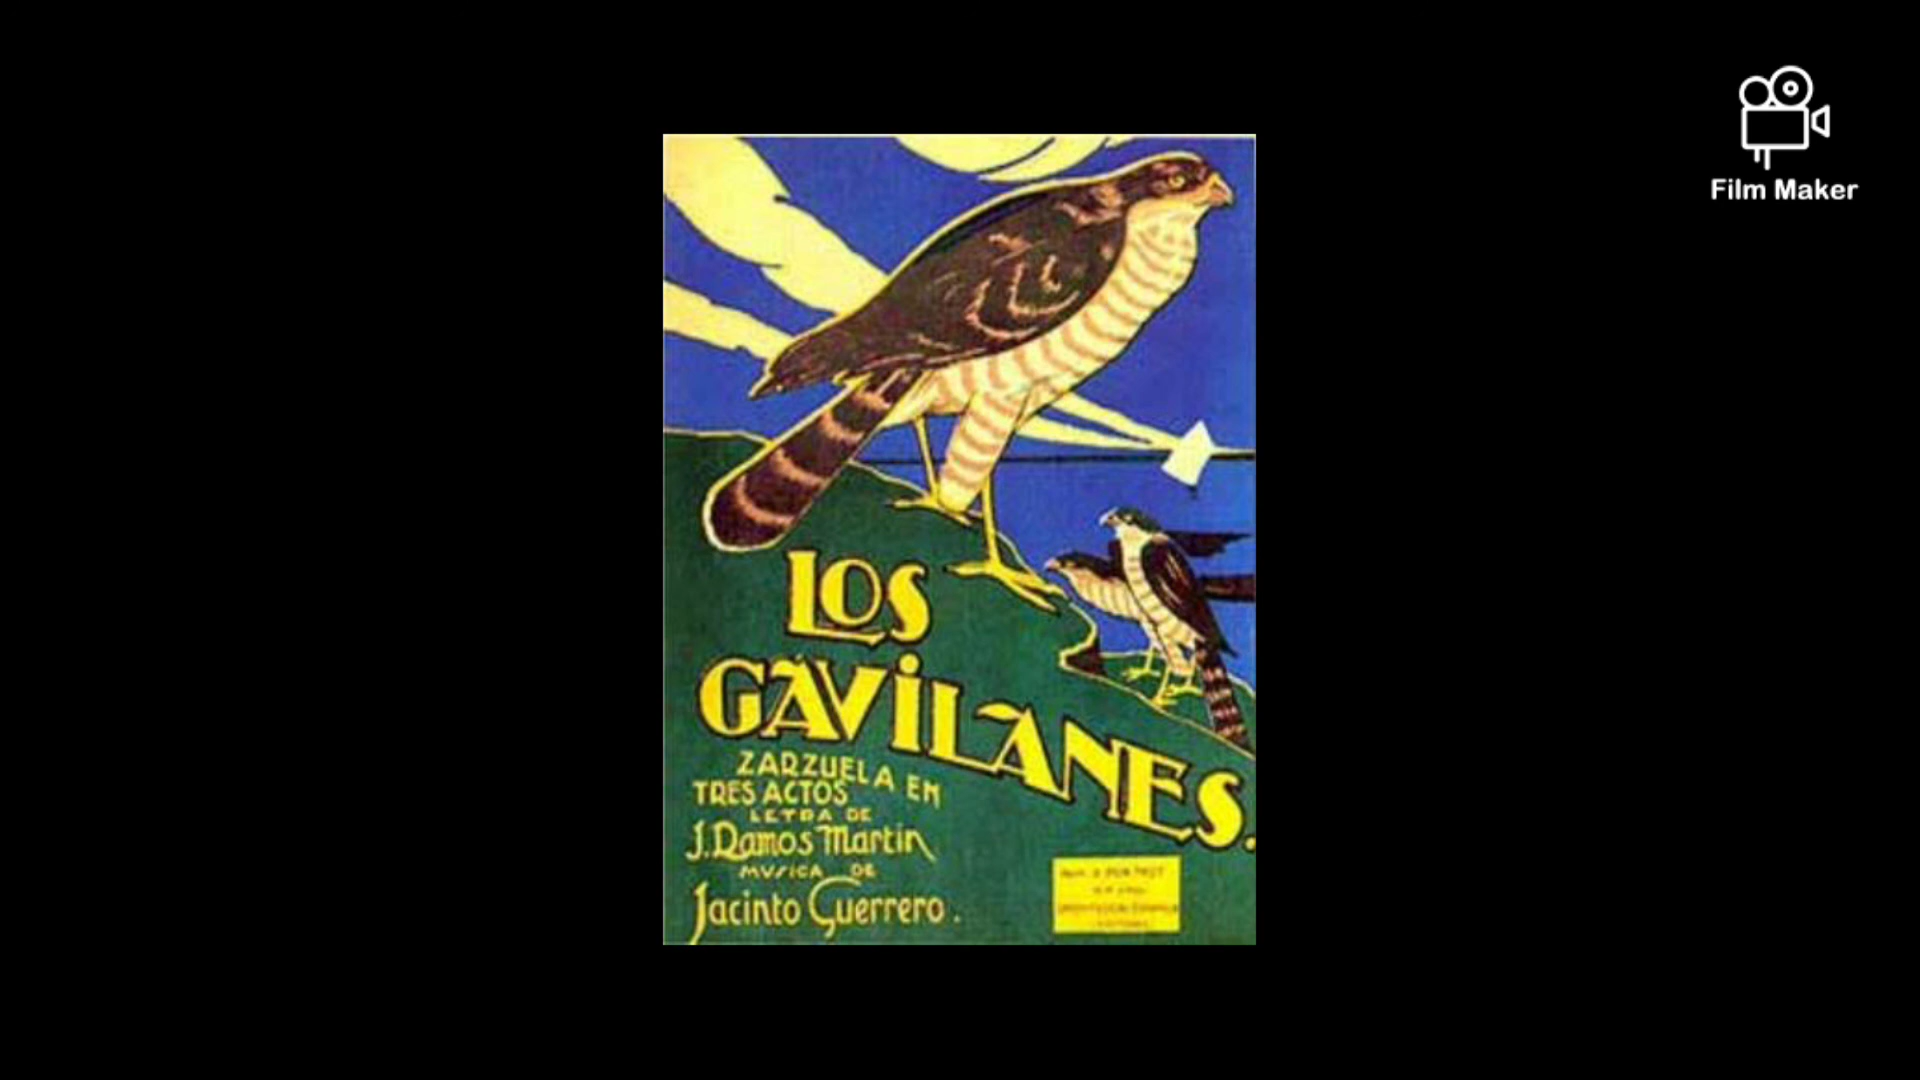 Film Maker
LOS
GAVILANES.
ZARZUELA EN
TRES ACTOS
LETRA DE
J. Ramos Martin
MUSICA DE
Jacinto Guerrero.